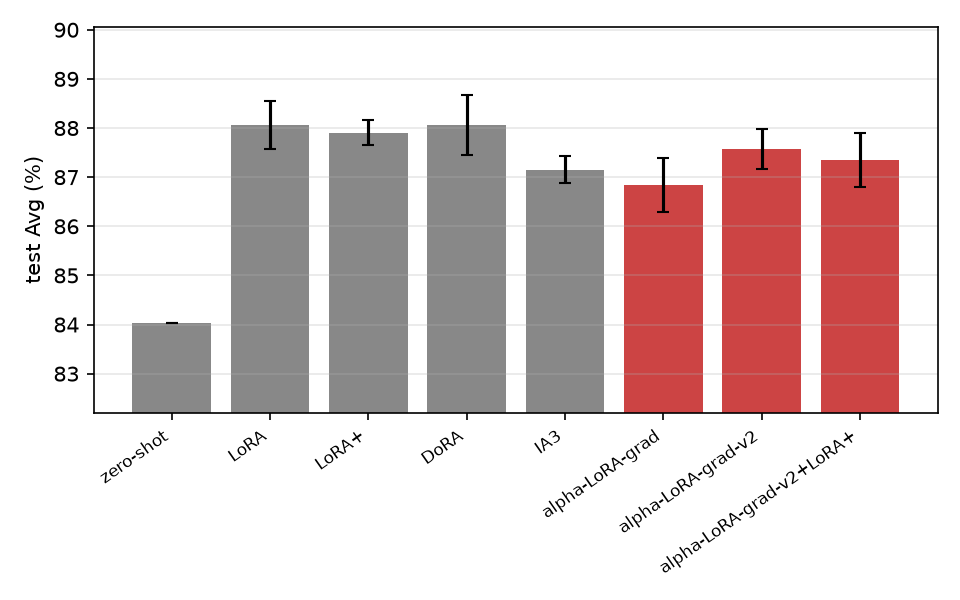 90
89
88
87
86
85
84
83
test Avg (%)
zero-shot
LoRA
LoRA+
DoRA
IA3
alpha-LoRA-grad
alpha-LoRA-grad-v2
alpha-LoRA-grad-v2+LoRA+